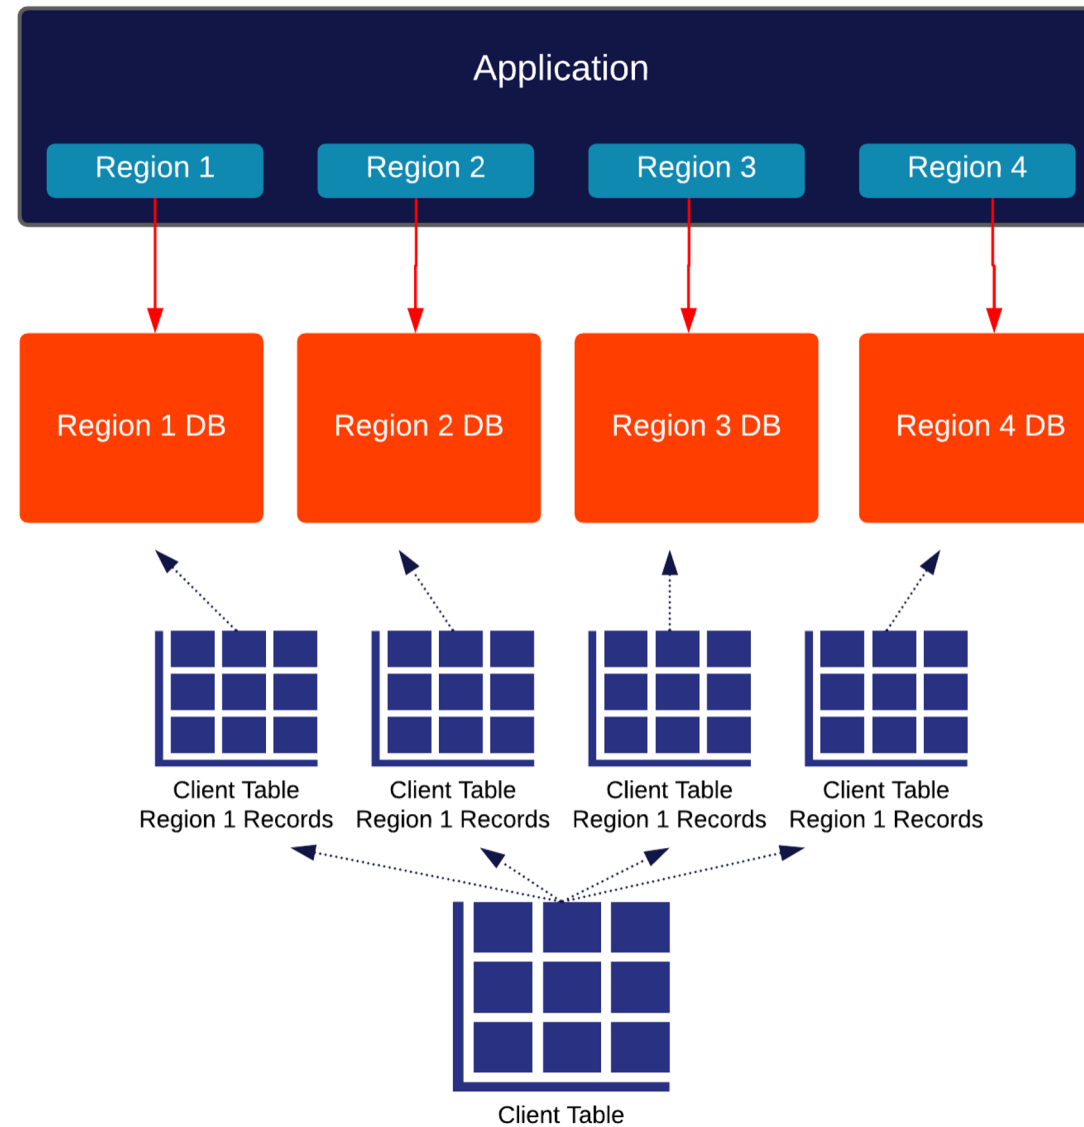 Application
Region 1
Region 2
Region 3
Region 4
Region 1 DB
Region 2 DB
Region 3 DB
Region 4 DB
Client Table
Region 1 Records
Client Table
Region 1 Records
Client Table
Region 1 Records
Client Table
Region 1 Records
Client Table